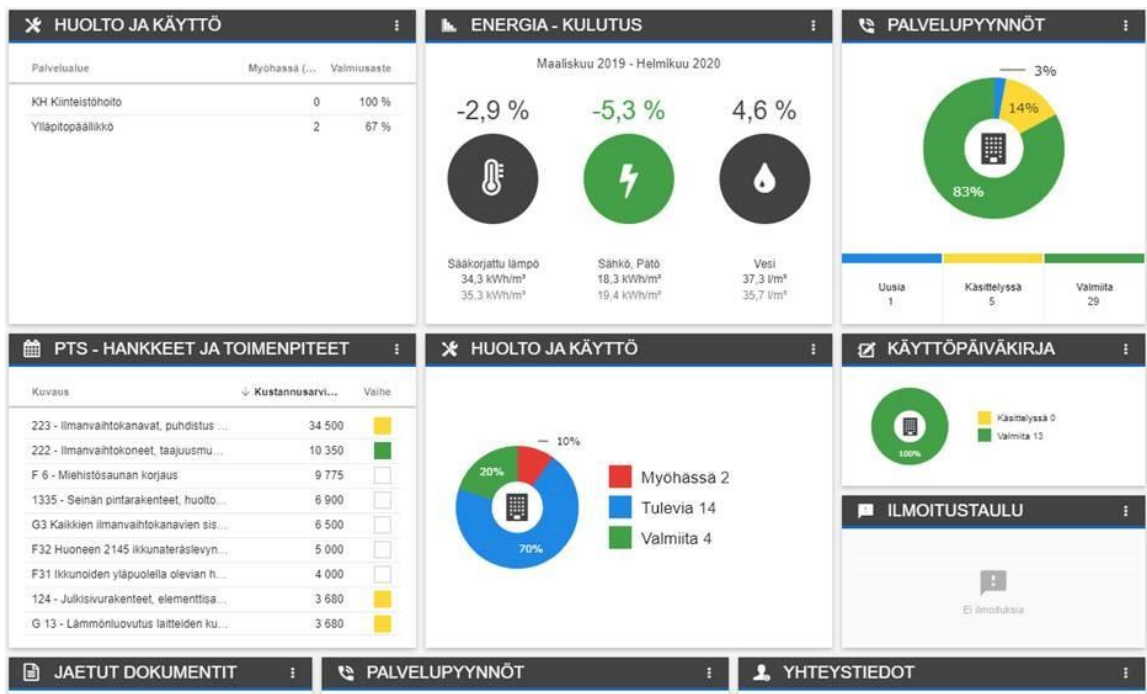 HUOLTO JA KÄYTTÖ
Palvelualue Myöhässä (... Valmiusaste
KH Kiinteistöhoito 0 100 %
Ylläpitopäällikkö 2 67 %
ENERGIA - KULUTUS
Maaliskuu 2019 - Helmikuu 2020
-2,9 % -5,3 % 4,6 %
Sääkorjattu lämpö Sähkö, Pätö Vesi
34,3 kWh/m³ 18,3 kWh/m³ 37,3 l/m³
35,3 kWh/m³ 19,4 kWh/m³ 35,7 l/m³
PALVELUPYYNNÖT
3%
14%
83%
Uusia Käsittelyssä Valmiita
1 5 29
PTS - HANKKEET JA TOIMENPITEET
Kuvaus Kustannusarvi... Vaihe
223 - Ilmanvaihtokanavat, puhdistus ... 34 500
222 - Ilmanvaihtokoneet, taajuusmu... 10 350
F 6 - Miehistösaunan korjaus 9 775
1335 - Seinän pintarakenteet, huolto... 6 900
G3 Kaikkien ilmanvaihtokanavien sis... 6 500
F32 Huoneen 2145 ikkunateräslevyn... 5 000
F31 Ikkunoiden yläpuolella olevian h... 4 000
124 - Julkisivurakenteet, elementtisa... 3 680
G 13 - Lämmönluovutus laitteiden ku... 3 680
HUOLTO JA KÄYTTÖ
10%
20%
70%
Myöhässä 2
Tulevia 14
Valmiita 4
KÄYTTÖPÄIVÄKIRJA
100%
Käsittelyssä 0
Valmiita 13
ILMOITUSTAULU
Ei ilmoituksia
JAETUT DOKUMENTIT
PALVELUPYYNNÖT
YHTEYSTIEDOT